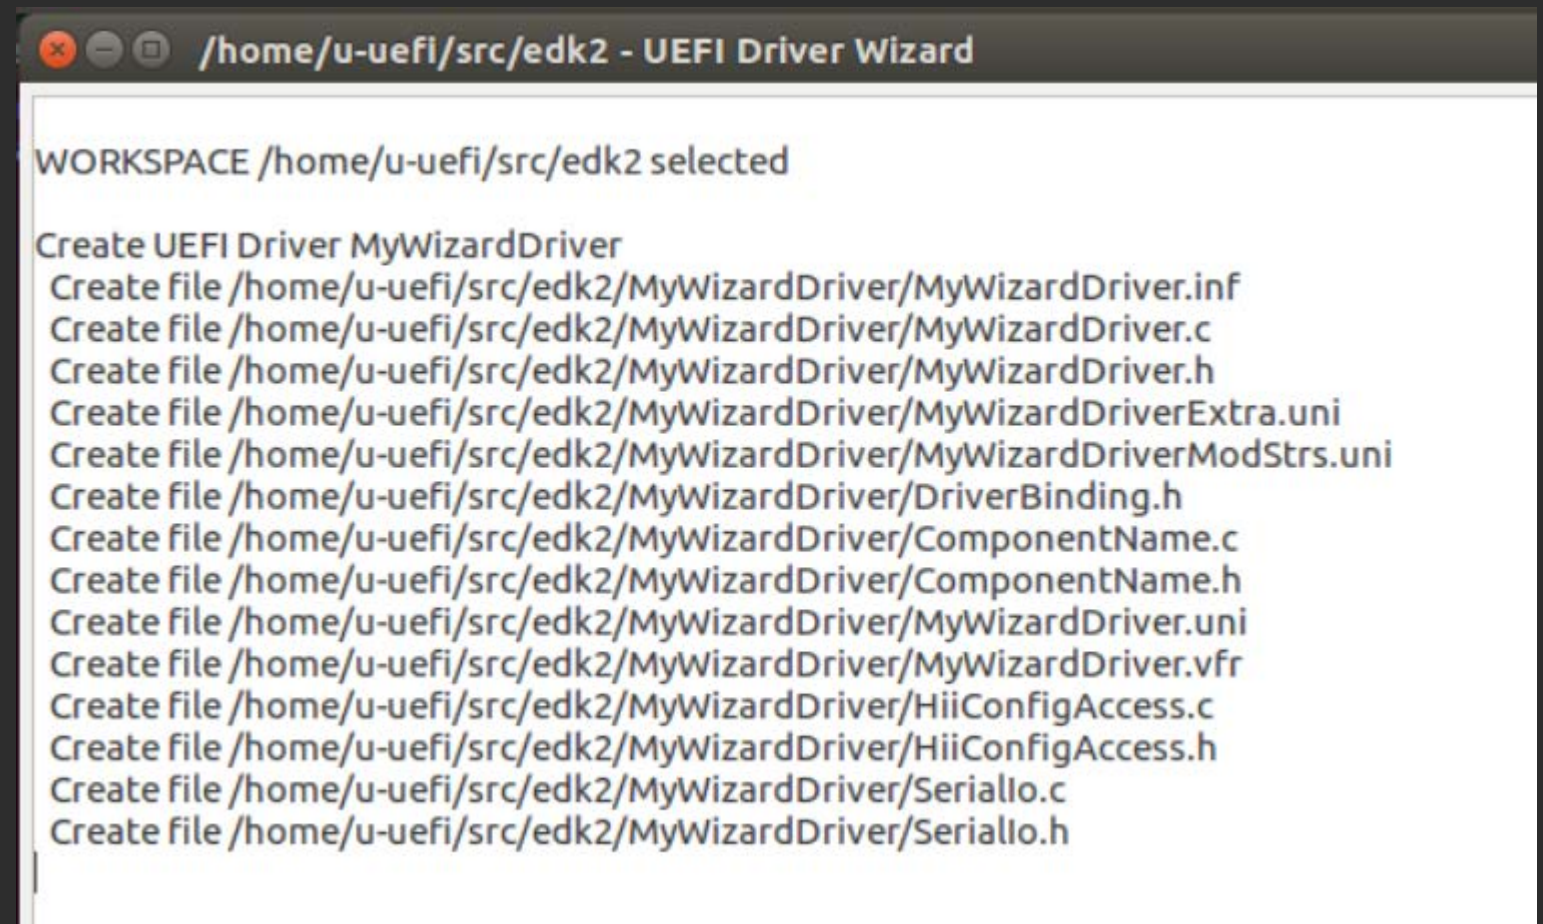 /home/u-uefi/src/edk2 - UEFI Driver Wizard
WORKSPACE /home/u-uefi/src/edk2 selected
Create UEFI Driver MyWizardDriver
Create file /home/u-uefi/src/edk2/MyWizardDriver/MyWizardDriver.inf
Create file /home/u-uefi/src/edk2/MyWizardDriver/MyWizardDriver.c
Create file /home/u-uefi/src/edk2/MyWizardDriver/MyWizardDriver.h
Create file /home/u-uefi/src/edk2/MyWizardDriver/MyWizardDriverExtra.uni
Create file /home/u-uefi/src/edk2/MyWizardDriver/MyWizardDriverModStrs.uni
Create file /home/u-uefi/src/edk2/MyWizardDriver/DriverBinding.h
Create file /home/u-uefi/src/edk2/MyWizardDriver/ComponentName.c
Create file /home/u-uefi/src/edk2/MyWizardDriver/ComponentName.h
Create file /home/u-uefi/src/edk2/MyWizardDriver/MyWizardDriver.uni
Create file /home/u-uefi/src/edk2/MyWizardDriver/MyWizardDriver.vfr
Create file /home/u-uefi/src/edk2/MyWizardDriver/HiiConfigAccess.c
Create file /home/u-uefi/src/edk2/MyWizardDriver/HiiConfigAccess.h
Create file /home/u-uefi/src/edk2/MyWizardDriver/SerialIo.c
Create file /home/u-uefi/src/edk2/MyWizardDriver/SerialIo.h